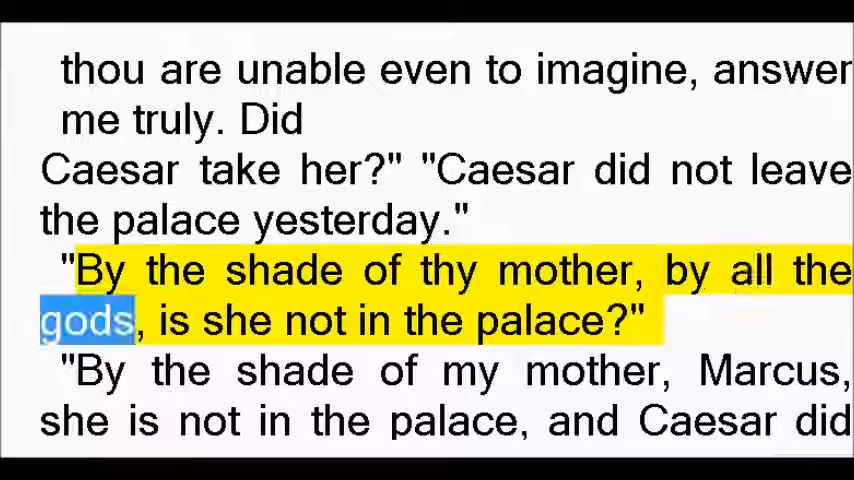 thou are unable even to imagine, answer
me truly. Did
Caesar take her?" "Caesar did not leave
the palace yesterday."
"By the shade of thy mother, by all the
gods, is she not in the palace?"
"By the shade of my mother, Marcus,
she is not in the palace, and Caesar did